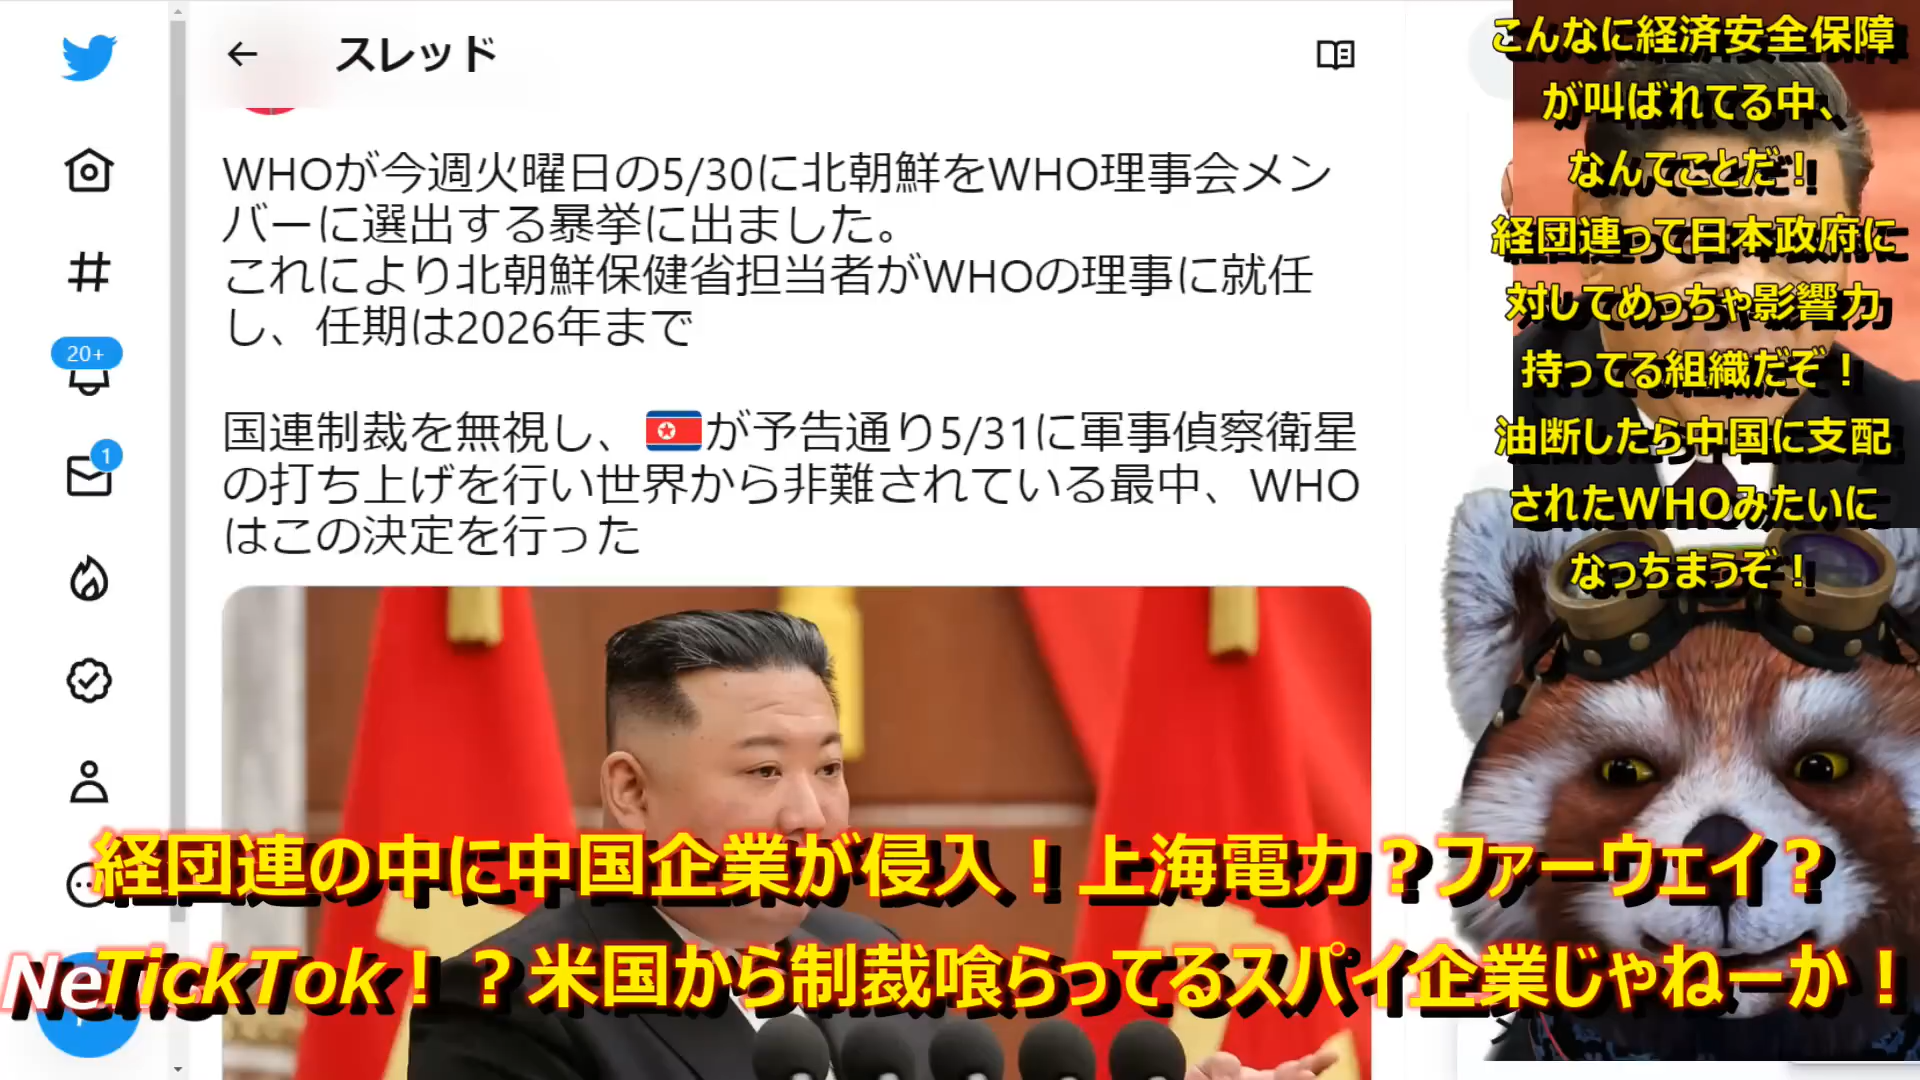 スレッド
WHOが今週火曜日の5/30に北朝鮮をWHO理事会メン
バーに選出する暴挙に出ました。
これにより北朝鮮保健省担当者がWHOの理事に就任
し、任期は2026年まで
国連制裁を無視し、🇰🇵が予告通り5/31に軍事偵察衛星
の打ち上げを行い世界から非難されている最中、WHO
はこの決定を行った
20+
1
こんなに経済安全保障
が叫ばれてる中、
なんてことだ！
経団連って日本政府に
対してめっちゃ影響力
持ってる組織だぞ！
油断したら中国に支配
されたWHOみたいに
なっちまうぞ！
経団連の中に中国企業が侵入！上海電力？ファーウェイ？
TickTok！？米国から制裁喰らってるスパイ企業じゃねーか！